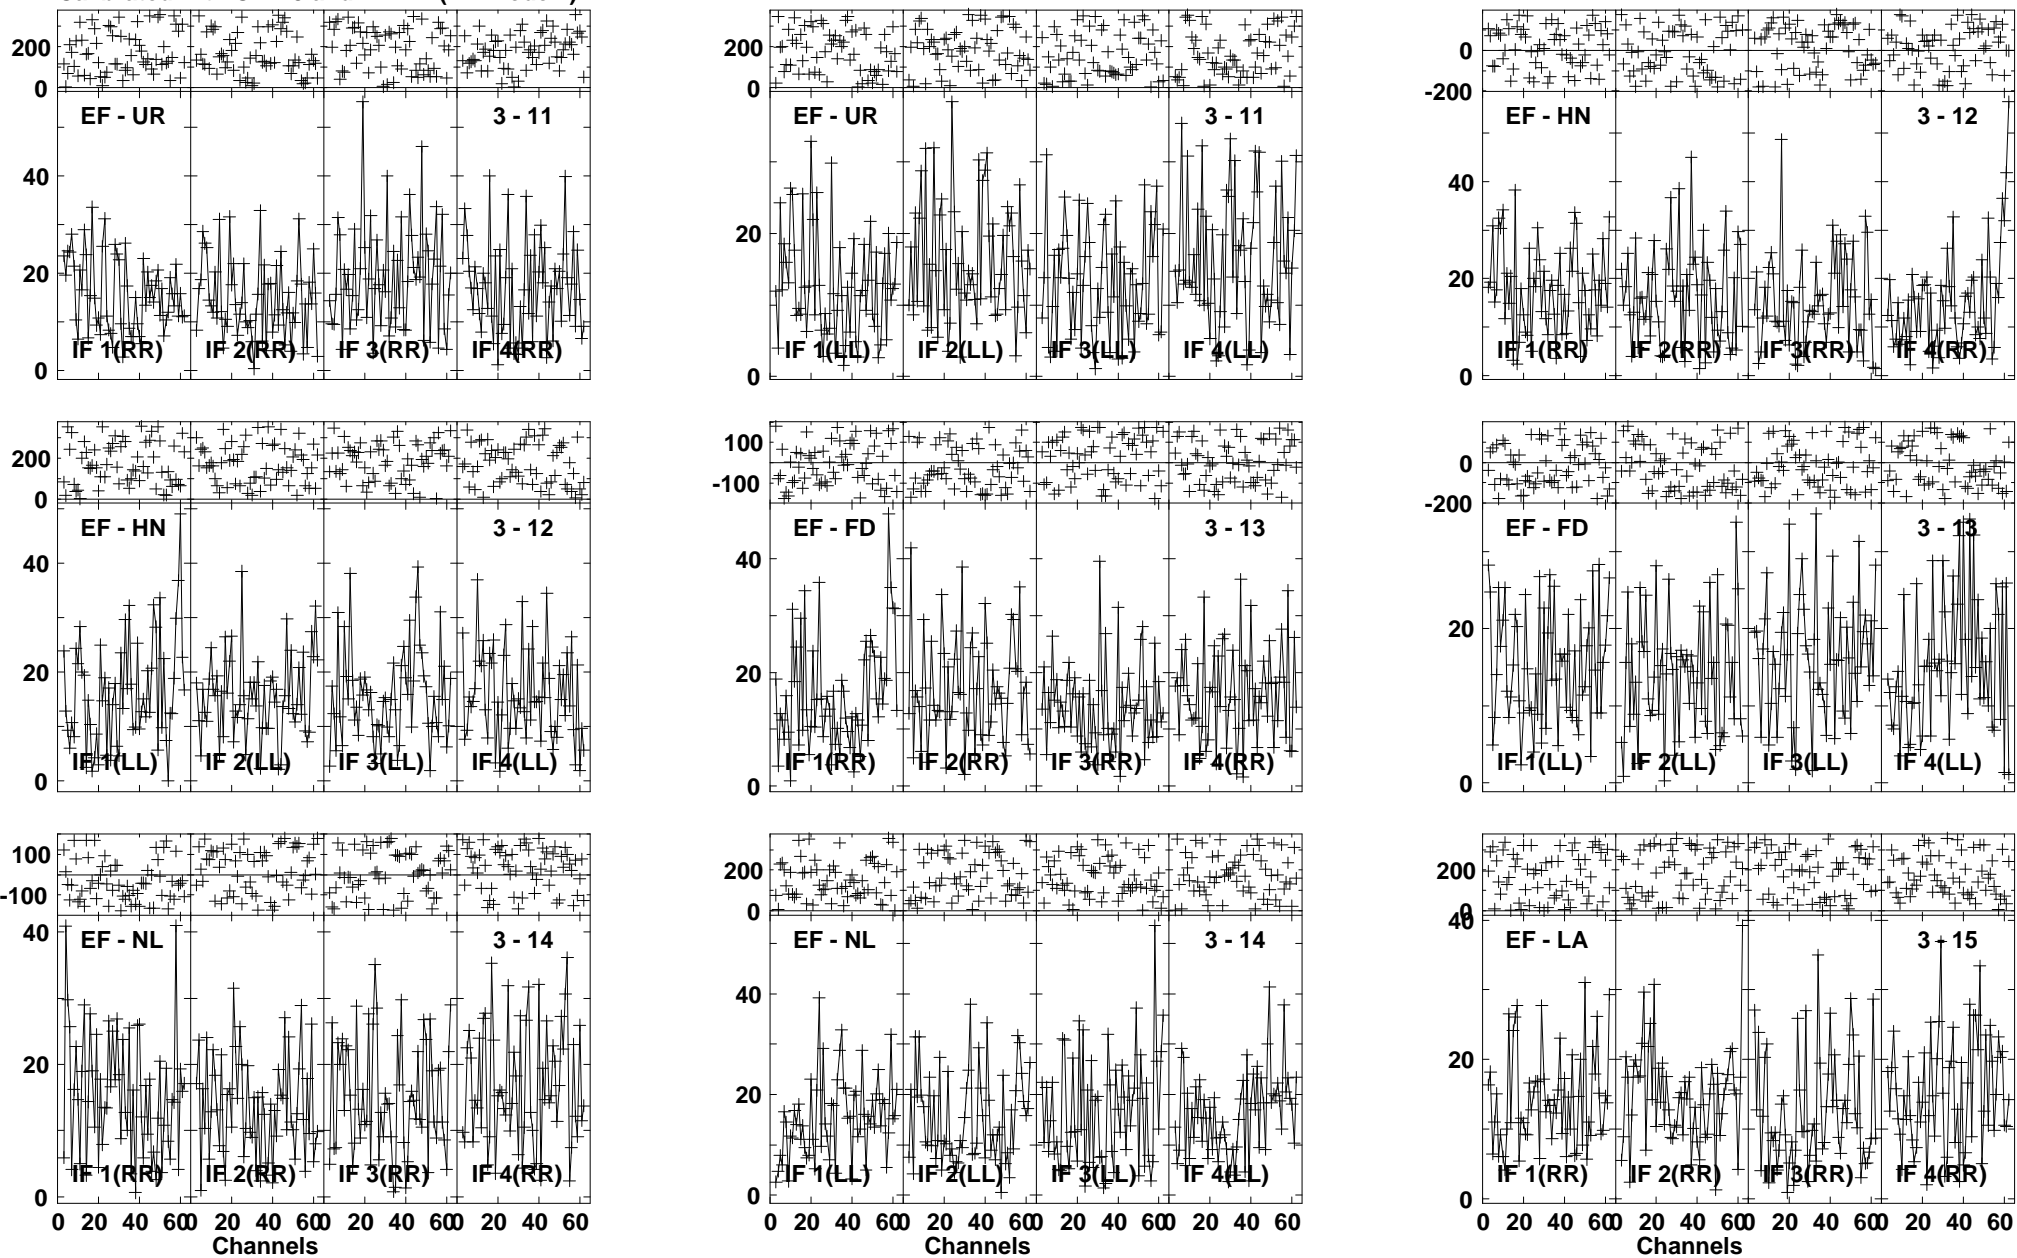 200
0
EF - UR
3 - 11
40
20
0
IF 1(RR)
IF 2(RR)
IF 3(RR)
IF 4(RR)
200
0
EF - UR
3 - 11
20
0
IF 1(LL)
IF 2(LL)
IF 3(LL)
IF 4(LL)
0
-200
EF - HN
3 - 12
40
20
0
IF 1(RR)
IF 2(RR)
IF 3(RR)
IF 4(RR)
200
0
EF - HN
3 - 12
40
20
0
IF 1(LL)
IF 2(LL)
IF 3(LL)
IF 4(LL)
100
-100
EF - FD
3 - 13
40
20
0
IF 1(RR)
IF 2(RR)
IF 3(RR)
IF 4(RR)
0
-200
EF - FD
3 - 13
20
0
IF 1(LL)
IF 2(LL)
IF 3(LL)
IF 4(LL)
100
-100
EF - NL
3 - 14
40
20
0
IF 1(RR)
IF 2(RR)
IF 3(RR)
IF 4(RR)
0 20 40 60 0 20 40 60 0 20 40 60 0 20 40 60
Channels
200
0
EF - NL
3 - 14
40
20
0
IF 1(LL)
IF 2(LL)
IF 3(LL)
IF 4(LL)
0 20 40 60 0 20 40 60 0 20 40 60 0 20 40 60
Channels
200
0
EF - LA
3 - 15
40
20
0
IF 1(RR)
IF 2(RR)
IF 3(RR)
IF 4(RR)
0 20 40 60 0 20 40 60 0 20 40 60 0 20 40 60
Channels